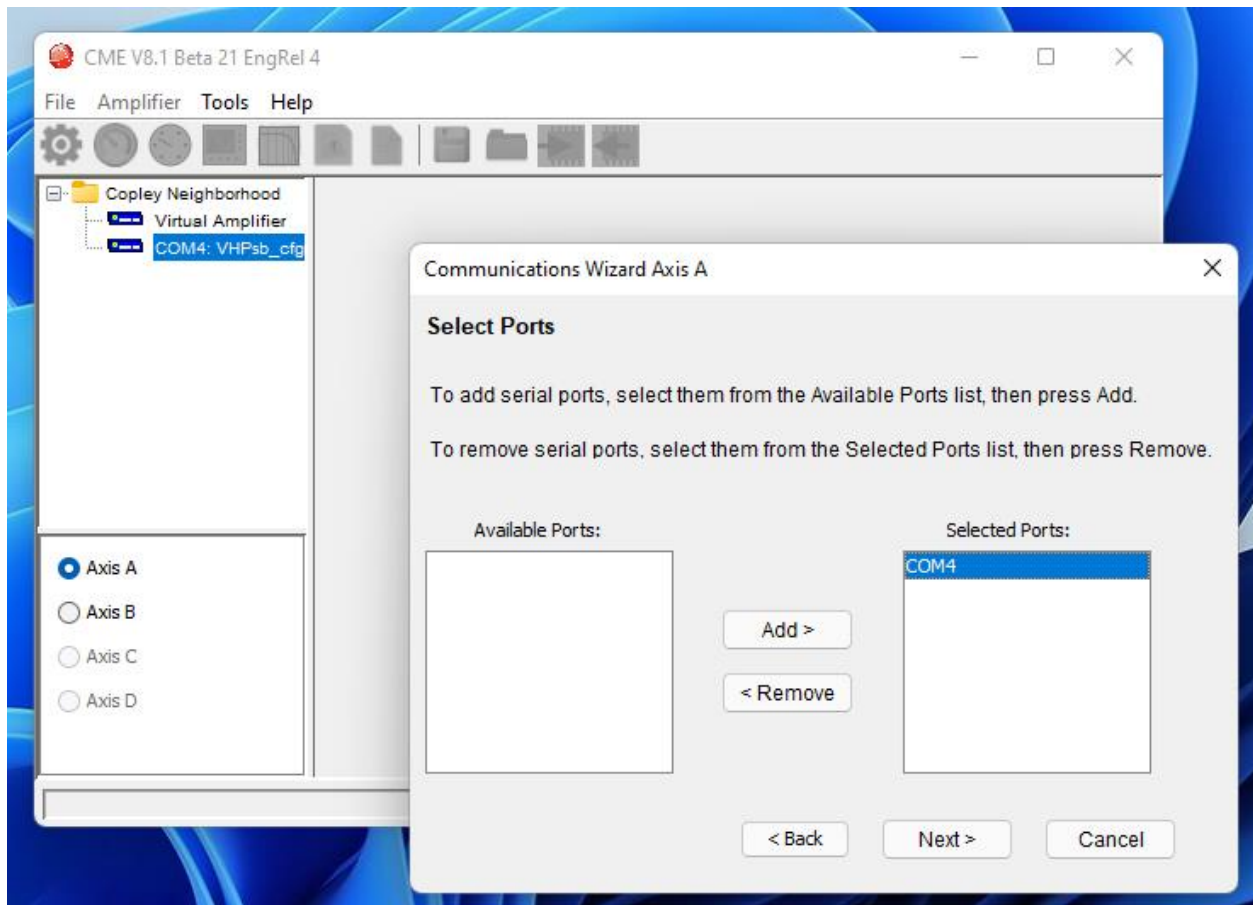 CME V8.1 Beta 21 EngRel 4
File Amplifier Tools Help
Copley Neighborhood
Virtual Amplifier
COM4: VHPsb_cfg
Axis A
Axis B
Axis C
Axis D
Communications Wizard Axis A
Select Ports
To add serial ports, select them from the Available Ports list, then press Add.
To remove serial ports, select them from the Selected Ports list, then press Remove.
Available Ports:
Selected Ports:
COM4
Add >
< Remove
< Back
Next >
Cancel